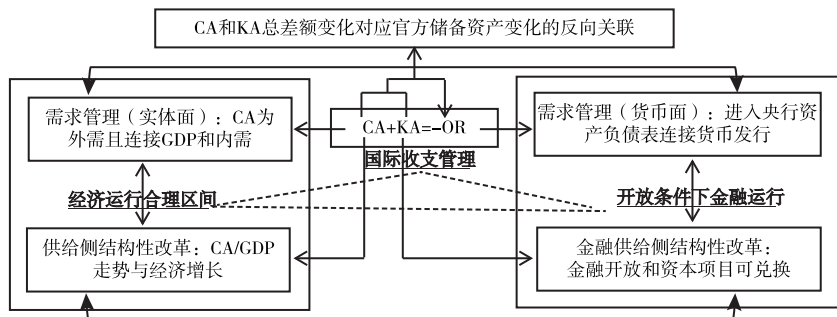 CA和KA总差额变化对应官方储备资产变化的反向关联
需求管理（实体面）：CA为
外需且连接GDP和内需
CA+KA=-OR
需求管理（货币面）：进入央行资
产负债表连接货币发行
国际收支管理
经济运行合理区间
开放条件下金融运行
供给侧结构性改革：CA/GDP
走势与经济增长
金融供给侧结构性改革：
金融开放和资本项目可兑换